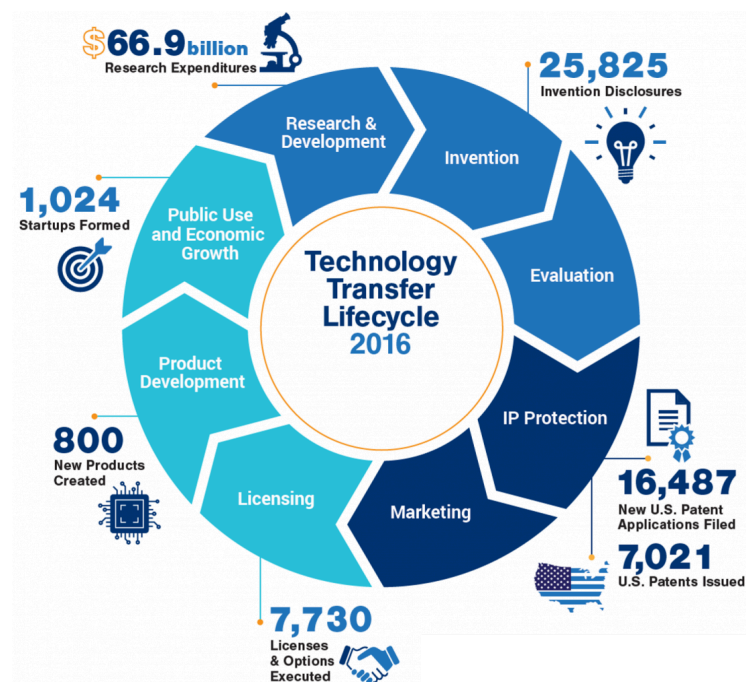 $66.9 billion
Research Expenditures
25,825
Invention Disclosures
Research &
Development
Invention
1,024
Startups Formed
Public Use
and Economic
Growth
Technology
Transfer
Lifecycle
2016
Evaluation
Product
Development
IP Protection
800
New Products
Created
16,487
New U.S. Patent
Applications Filed
Licensing
Marketing
7,021
U.S. Patents Issued
7,730
Licenses
& Options
Executed